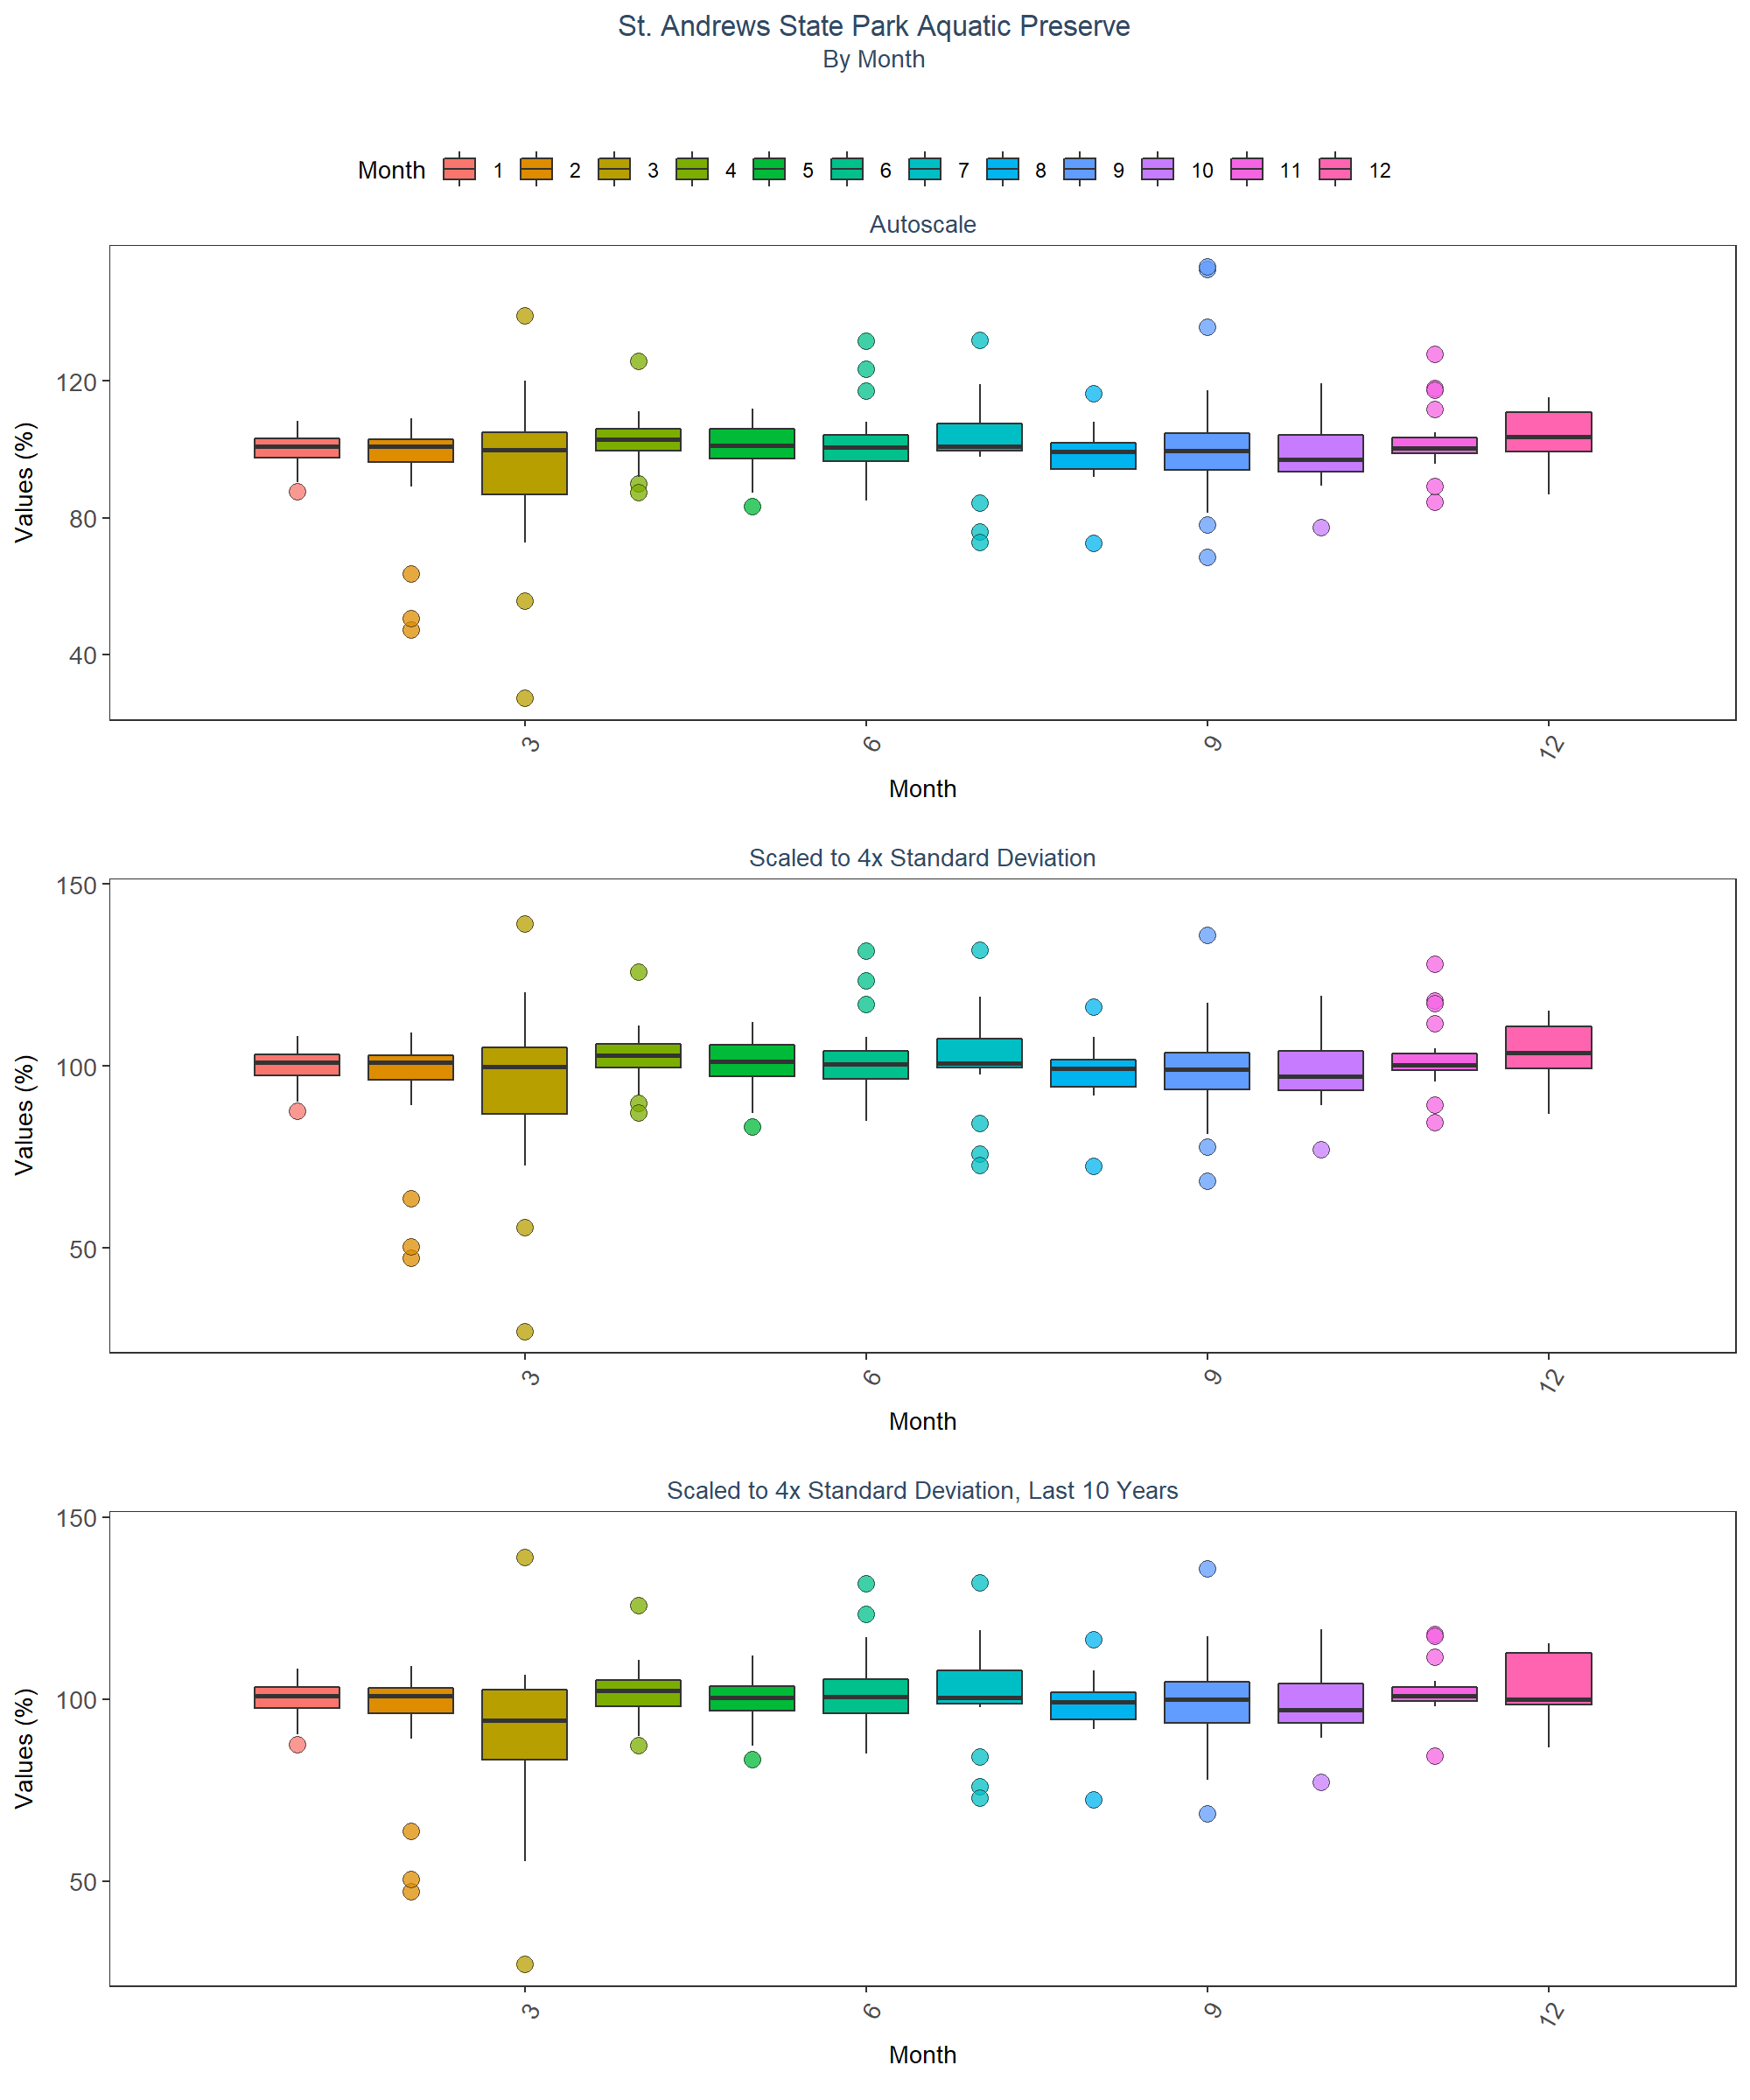 St. Andrews State Park Aquatic Preserve
By Month
Month 1 2 3 4 5 6 7 8 9 10 11 12
Autoscale
Values (%)
120
80
40
3 6 9 12
Month
Scaled to 4x Standard Deviation
Values (%)
150
100
50
3 6 9 12
Month
Scaled to 4x Standard Deviation, Last 10 Years
Values (%)
150
100
50
3 6 9 12
Month